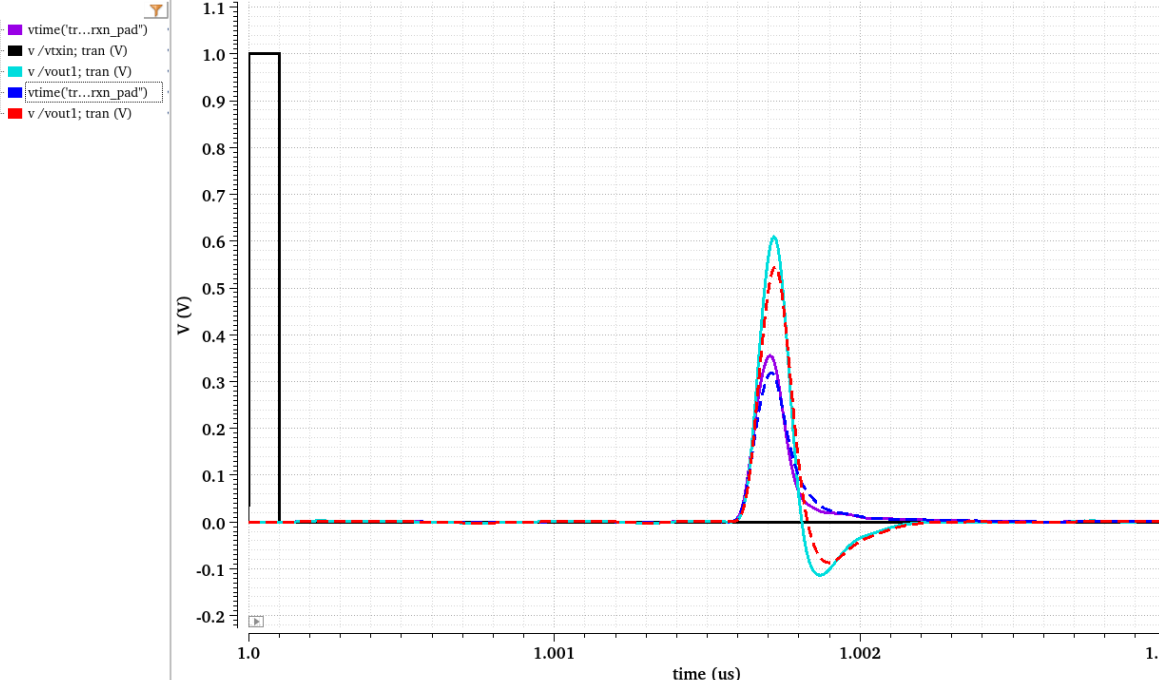 vtime('tr...rxn_pad")
v /vtxin; tran (V)
v /vout1; tran (V)
vtime('tr...rxn_pad")
v /vout1; tran (V)
V (V)
1.1
1.0
0.9
0.8
0.7
0.6
0.5
0.4
0.3
0.2
0.1
0.0
-0.1
-0.2
1.0 1.001 1.002 1.
time (us)